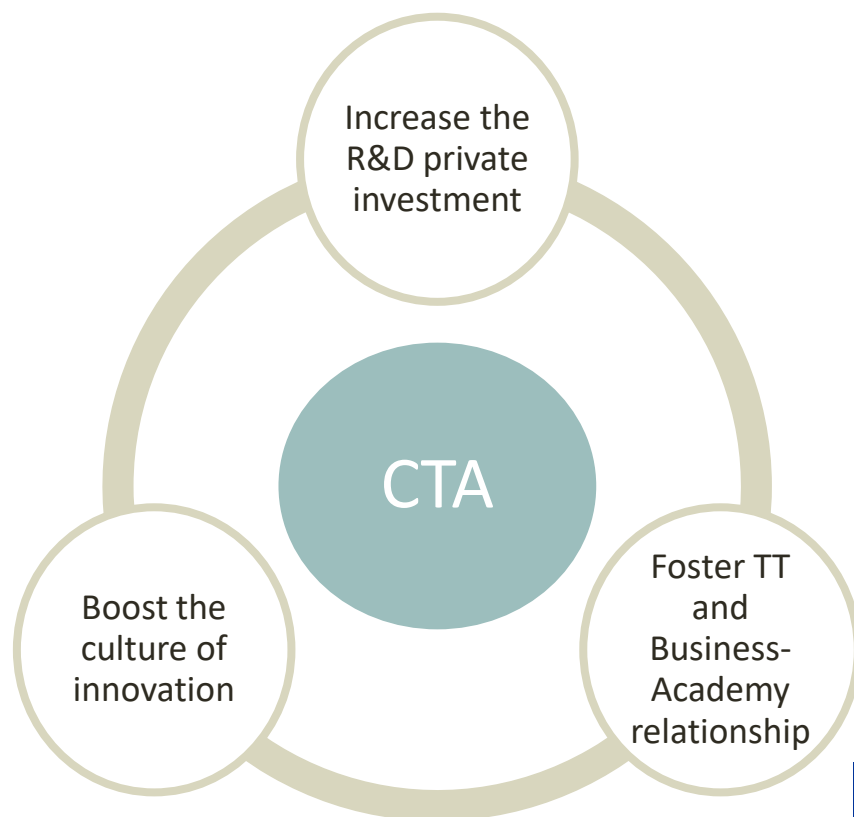 Increase the
R&D private
investment
CTA
Boost the
culture of
innovation
Foster TT
and
Business-
Academy
relationship